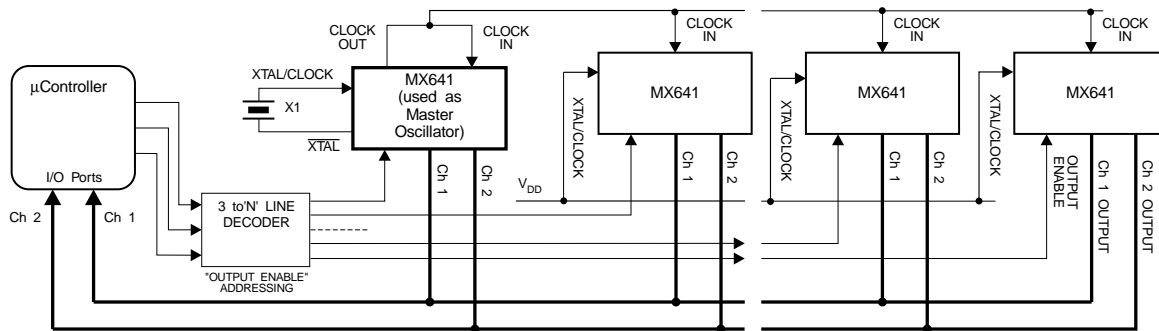 CLOCK
OUT
CLOCK
IN
CLOCK
IN
CLOCK
IN
CLOCK
IN
µController
I/O Ports
Ch 2
Ch 1
XTAL/CLOCK
X1
XTAL
MX641
(used as
Master
Oscillator)
Ch 1
Ch 2
3 to'N' LINE
DECODER
"OUTPUT ENABLE"
ADDRESSING
VDD
XTAL/CLOCK
MX641
Ch 1
Ch 2
XTAL/CLOCK
MX641
Ch 1
Ch 2
XTAL/CLOCK
MX641
OUTPUT
ENABLE
Ch 1 OUTPUT
Ch 2 OUTPUT